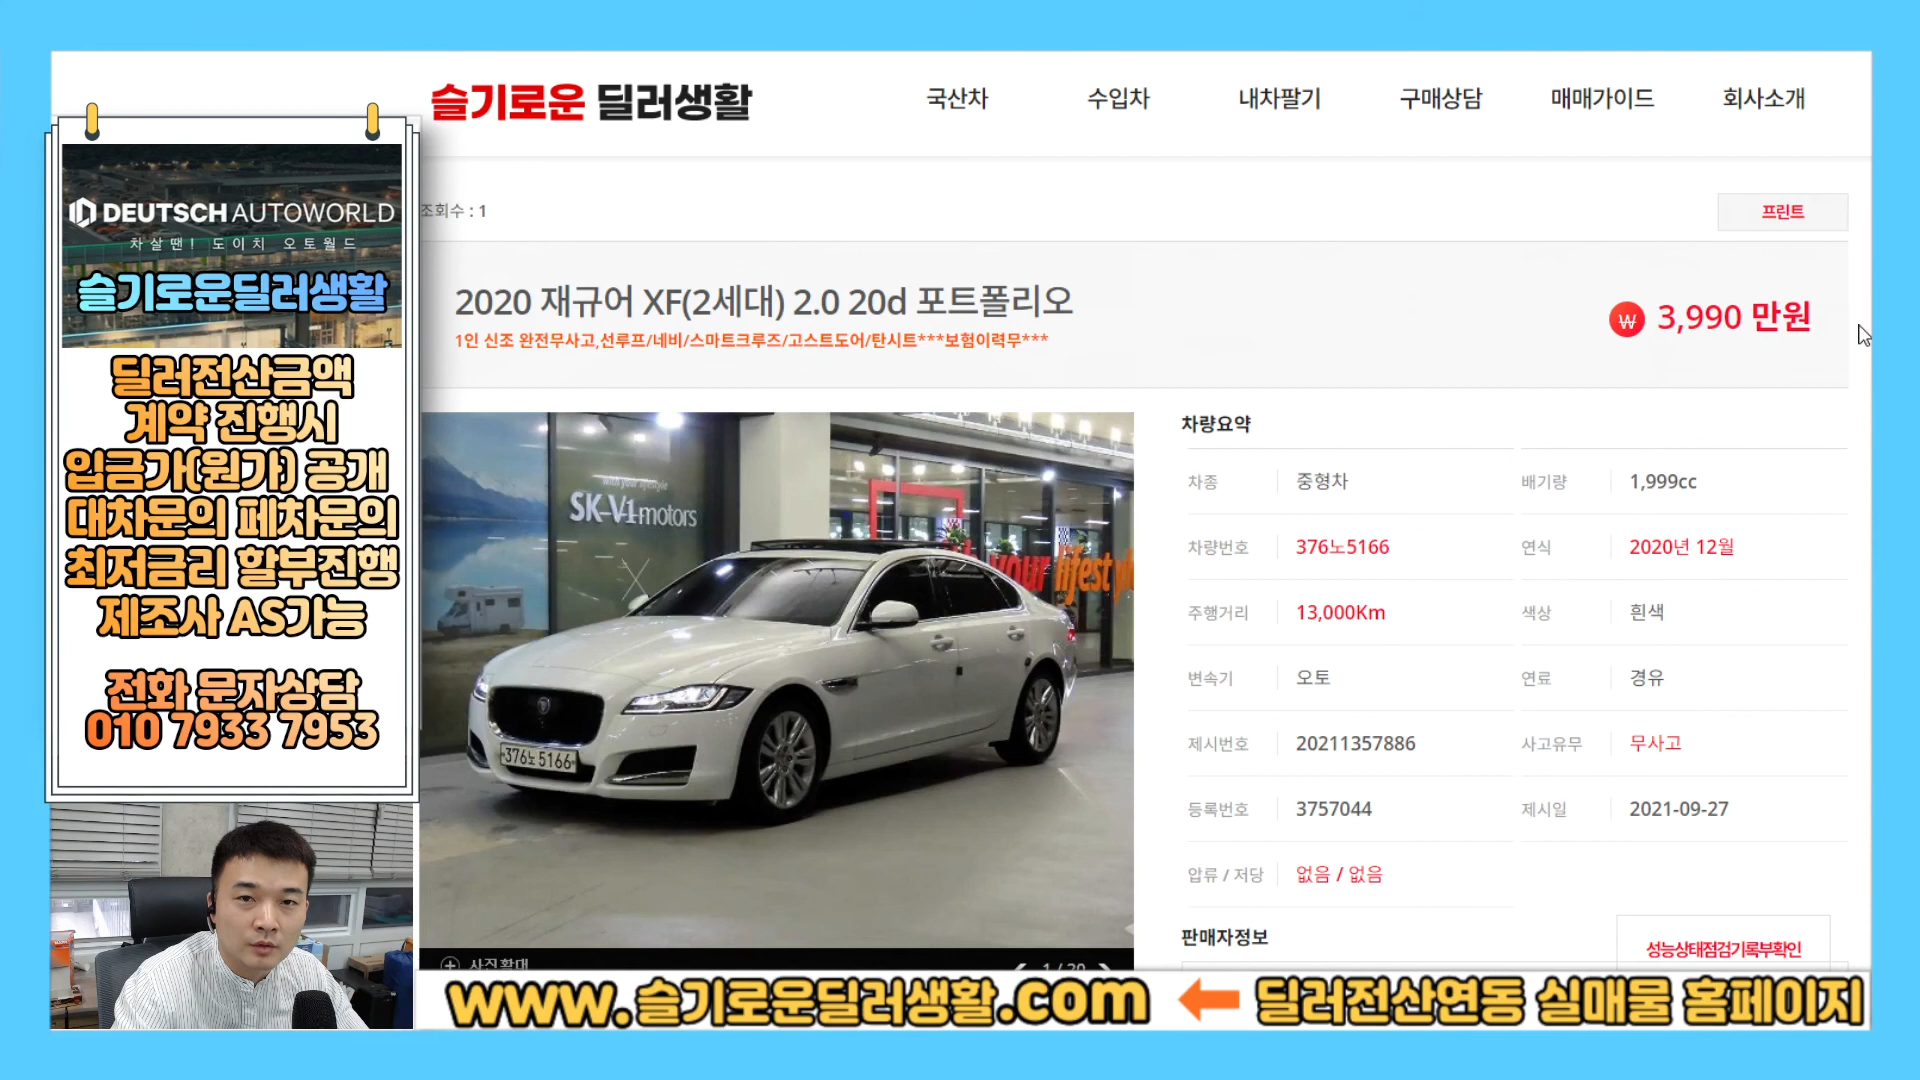 슬기로운 딜러생활
국산차
수입차
내차팔기
구매상담
매매가이드
회사소개
DEUTSCH AUTOWORLD
차살땐! 도이치 오토월드
슬기로운딜러생활
딜러전산금액
계약 진행시
입금가(원가) 공개
대차문의 폐차문의
최저금리 할부진행
제조사 AS가능
전화 문자상담
010 7933 7953
조회수 : 1
프린트
2020 재규어 XF(2세대) 2.0 20d 포트폴리오
1인 신조 완전무사고,선루프/네비/스마트크루즈/고스트도어/탄시트***보험이력무***
₩ 3,990 만원
with your lifestyle
SK-V1 motors
your lifestyle
376노 5166
사진확대
1 / 20
차량요약
차종 중형차 배기량 1,999cc
차량번호 376노5166 연식 2020년 12월
주행거리 13,000Km 색상 흰색
변속기 오토 연료 경유
제시번호 20211357886 사고유무 무사고
등록번호 3757044 제시일 2021-09-27
압류 / 저당 없음 / 없음
판매자정보
성능상태점검기록부확인
www.슬기로운딜러생활.com ← 딜러전산연동 실매물 홈페이지